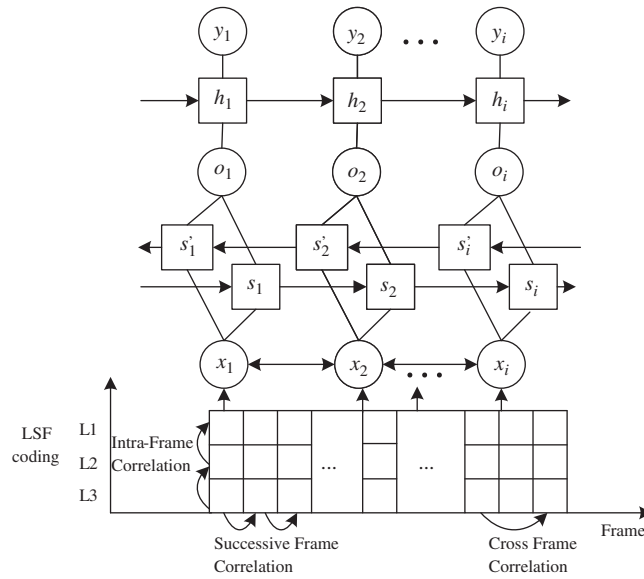 y1 y2 ... yi
h1 h2 hi
o1 o2 oi
s'1 s'2 s'i
s1 s2 si
x1 x2 ... xi
LSF
coding
L1
L2
L3
Intra-Frame
Correlation
... ...
Frame
Successive Frame
Correlation
Cross Frame
Correlation